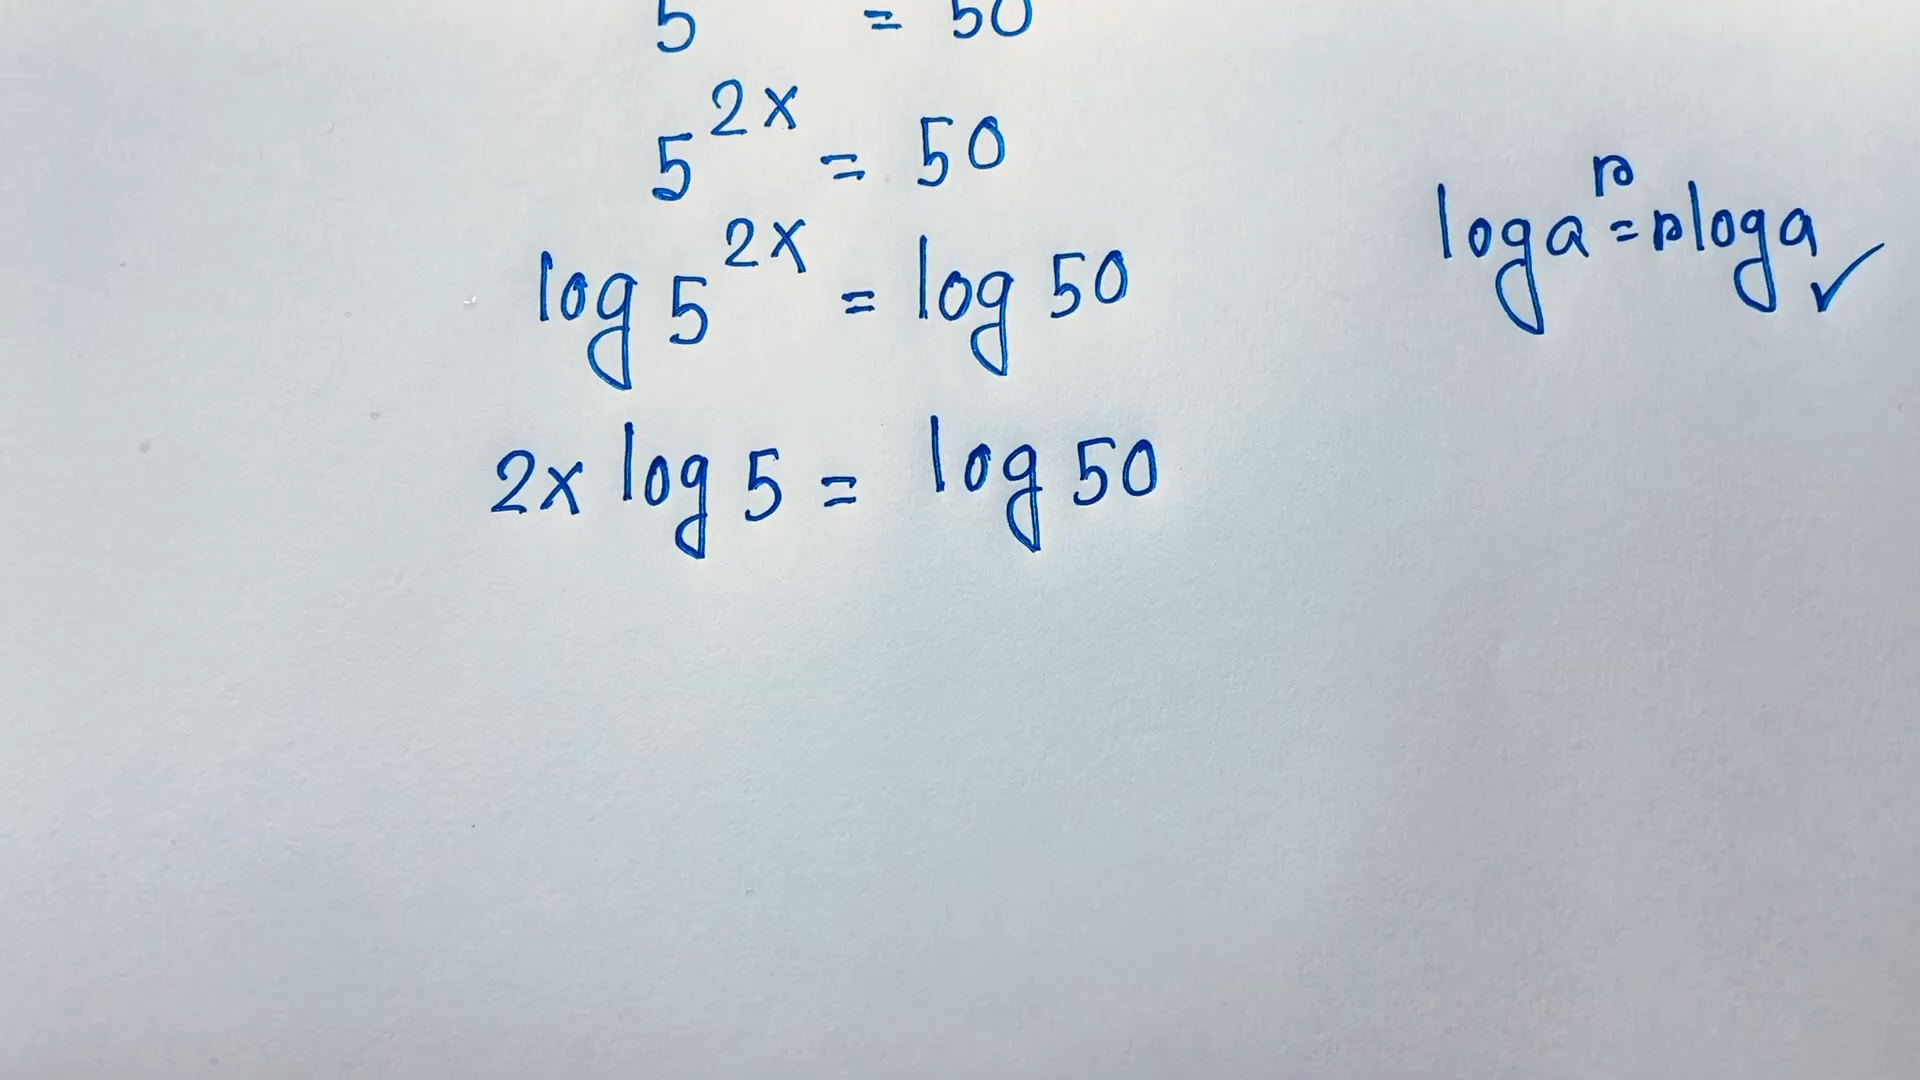 5 = 50
5^2x = 50
log 5^2x = log 50
2x log 5 = log 50
log a^n = n log a ✓